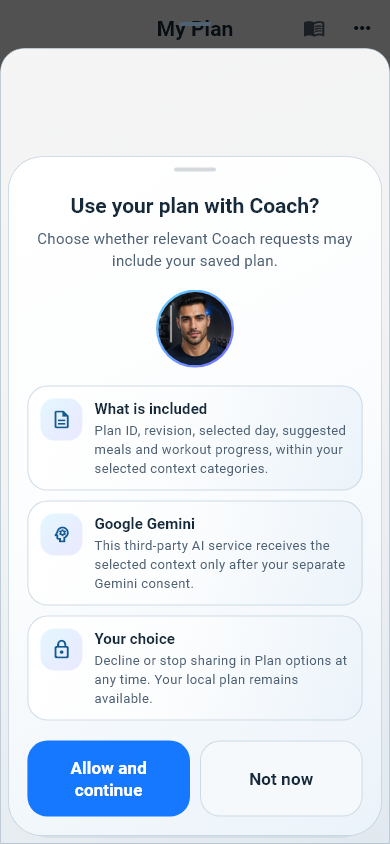 My Plan
Use your plan with Coach?
Choose whether relevant Coach requests may
include your saved plan.
What is included
Plan ID, revision, selected day, suggested
meals and workout progress, within your
selected context categories.
Google Gemini
This third-party AI service receives the
selected context only after your separate
Gemini consent.
Your choice
Decline or stop sharing in Plan options at
any time. Your local plan remains
available.
Allow and
continue
Not now